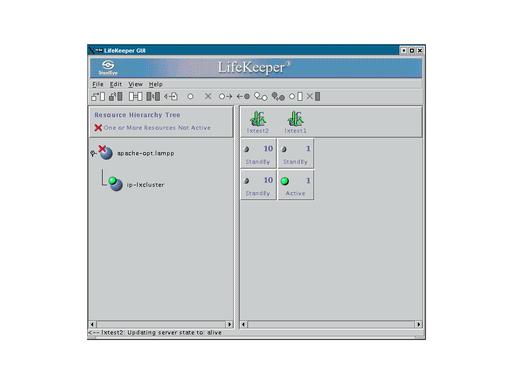 LifeKeeper GUI
SteelEye
LifeKeeper®
File Edit View Help
Resource Hierarchy Tree
One or More Resources Not Active
lxtest2 lxtest1
apache-opt.lampp
10 1
StandBy StandBy
ip-lxcluster
10 1
StandBy Active
<-- lxtest2: Updating server state to: alive